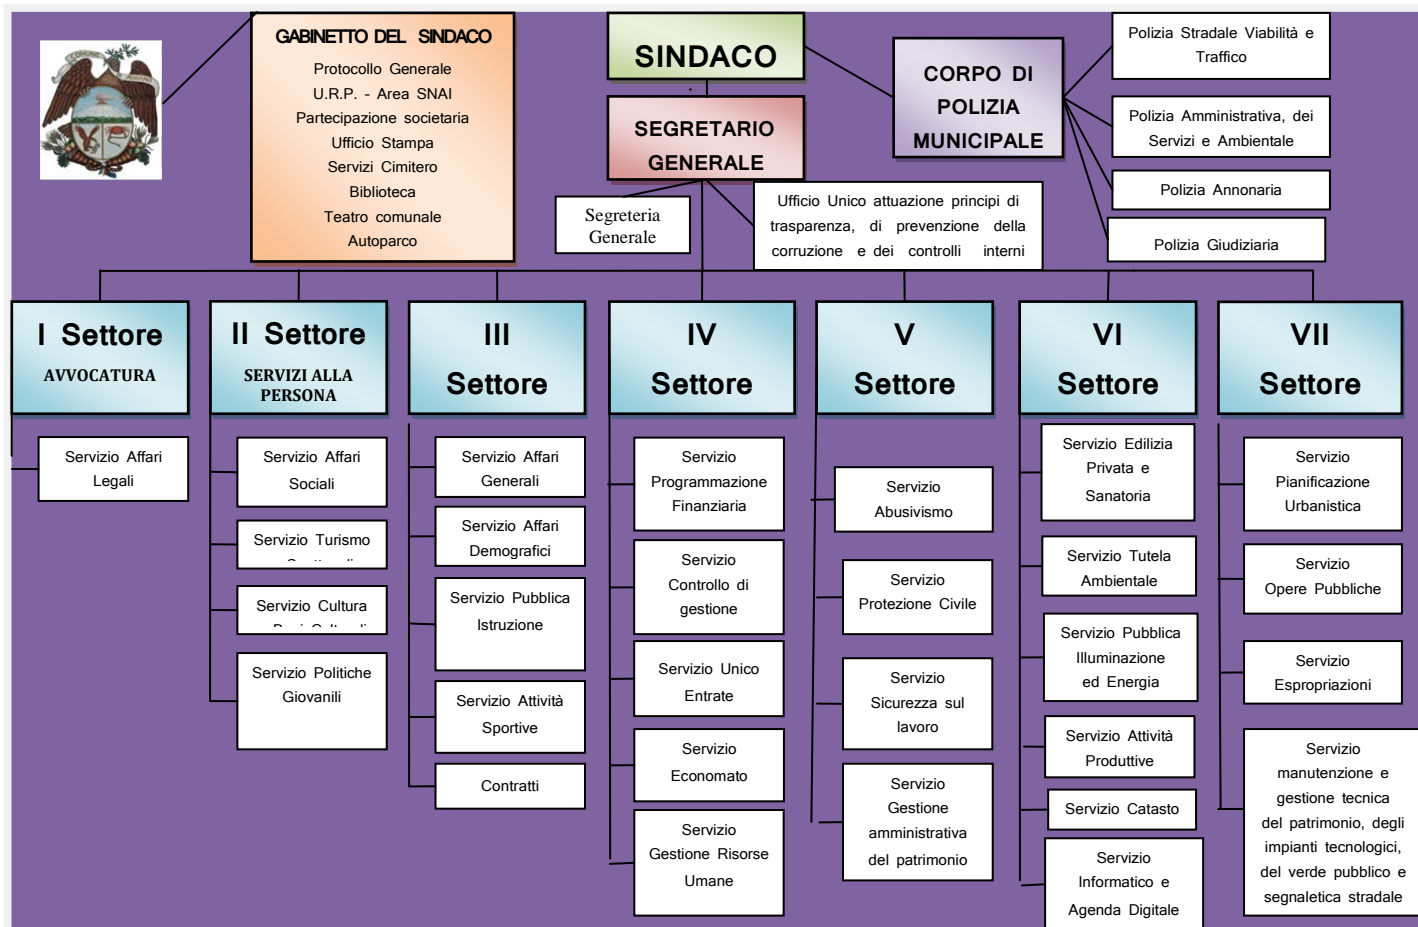 GABINETTO DEL SINDACO
Protocollo Generale
U.R.P. - Area SNAI
Partecipazione societaria
Ufficio Stampa
Servizi Cimitero
Biblioteca
Teatro comunale
Autoparco
SINDACO
SEGRETARIO
GENERALE
CORPO DI
POLIZIA
MUNICIPALE
Polizia Stradale Viabilità e
Traffico
Polizia Amministrativa, dei
Servizi e Ambientale
Polizia Annonaria
Polizia Giudiziaria
Segreteria
Generale
Ufficio Unico attuazione principi di
trasparenza, di prevenzione della
corruzione e dei controlli interni
I Settore
AVVOCATURA
II Settore
SERVIZI ALLA
PERSONA
III
Settore
IV
Settore
V
Settore
VI
Settore
VII
Settore
Servizio Affari
Legali
Servizio Affari
Sociali
Servizio Turismo
Servizio Cultura
Servizio Politiche
Giovanili
Servizio Affari
Generali
Servizio Affari
Demografici
Servizio Pubblica
Istruzione
Servizio Attività
Sportive
Contratti
Servizio
Programmazione
Finanziaria
Servizio
Controllo di
gestione
Servizio Unico
Entrate
Servizio
Economato
Servizio
Gestione Risorse
Umane
Servizio
Abusivismo
Servizio
Protezione Civile
Servizio
Sicurezza sul
lavoro
Servizio
Gestione
amministrativa
del patrimonio
Servizio Edilizia
Privata e
Sanatoria
Servizio Tutela
Ambientale
Servizio Pubblica
Illuminazione
ed Energia
Servizio Attività
Produttive
Servizio Catasto
Servizio
Informatico e
Agenda Digitale
Servizio
Pianificazione
Urbanistica
Servizio
Opere Pubbliche
Servizio
Espropriazioni
Servizio
manutenzione e
gestione tecnica
del patrimonio, degli
impianti tecnologici,
del verde pubblico e
segnaletica stradale